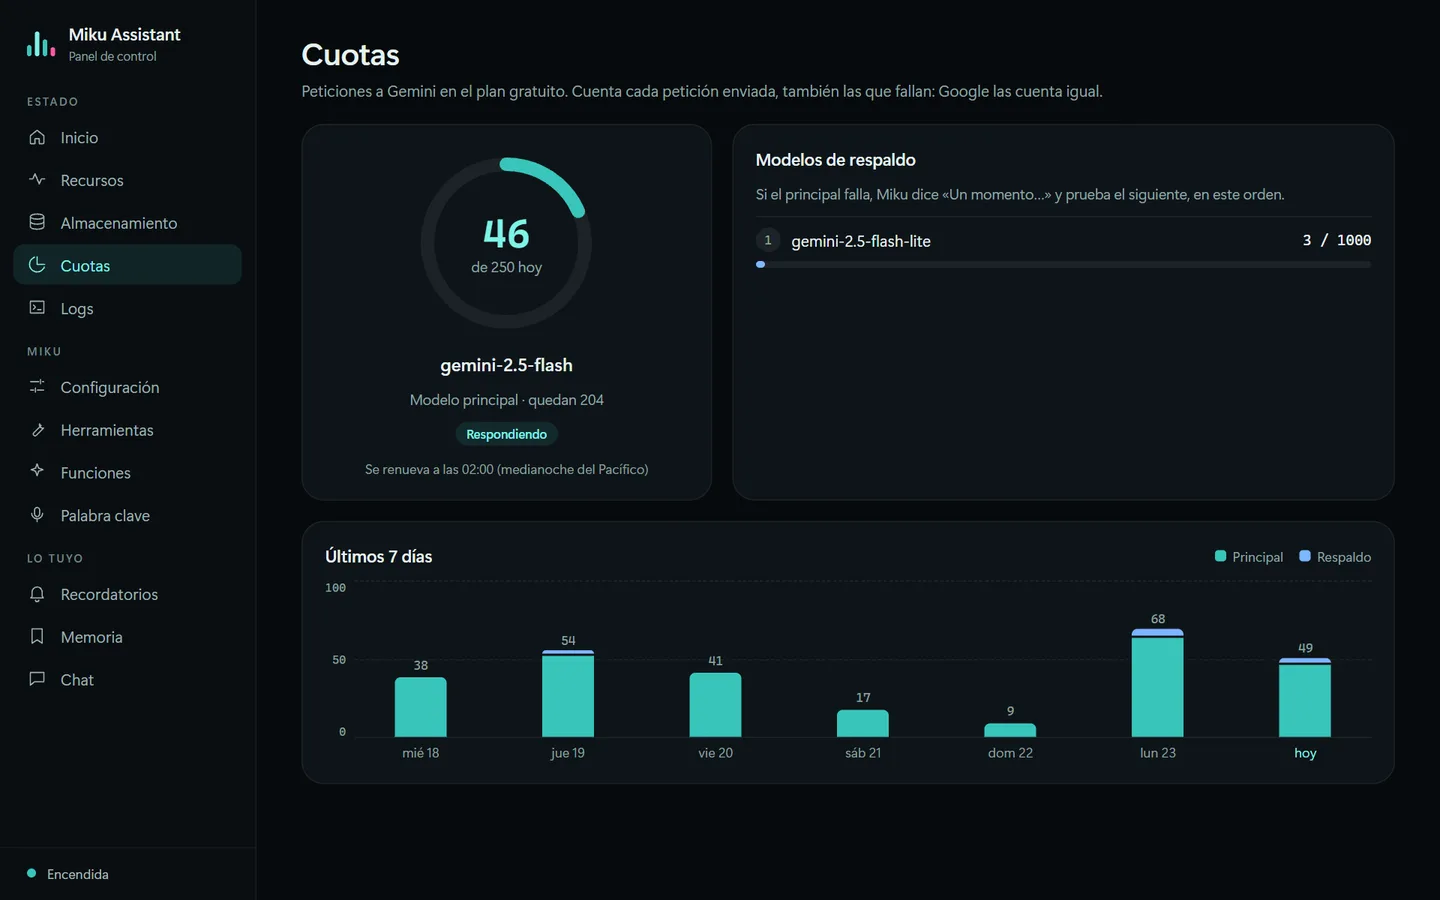 Miku Assistant
Panel de control
ESTADO
Inicio
Recursos
Almacenamiento
Cuotas
Logs
MIKU
Configuración
Herramientas
Funciones
Palabra clave
LO TUYO
Recordatorios
Memoria
Chat
Encendida
Cuotas
Peticiones a Gemini en el plan gratuito. Cuenta cada petición enviada, también las que fallan: Google las cuenta igual.
46
de 250 hoy
gemini-2.5-flash
Modelo principal · quedan 204
Respondiendo
Se renueva a las 02:00 (medianoche del Pacífico)
Modelos de respaldo
Si el principal falla, Miku dice «Un momento...» y prueba el siguiente, en este orden.
1 gemini-2.5-flash-lite 3 / 1000
Últimos 7 días
Principal Respaldo
100
50
0
38
54
41
17
9
68
49
mié 18
jue 19
vie 20
sáb 21
dom 22
lun 23
hoy